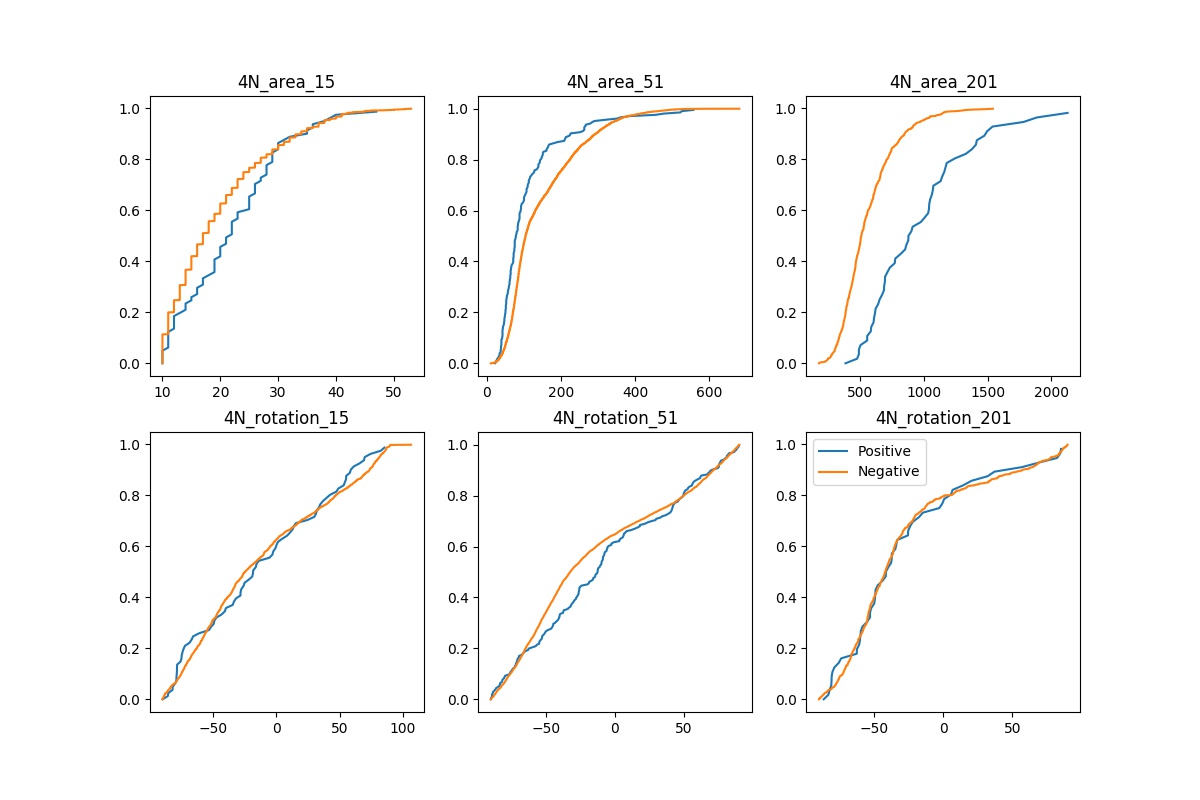 4N_area_15 4N_area_51 4N_area_201
1.0 1.0 1.0
0.8 0.8 0.8
0.6 0.6 0.6
0.4 0.4 0.4
0.2 0.2 0.2
0.0 0.0 0.0
10 20 30 40 50 0 200 400 600 500 1000 1500 2000
4N_rotation_15 4N_rotation_51 4N_rotation_201
1.0 1.0 1.0
Positive
Negative
0.8 0.8 0.8
0.6 0.6 0.6
0.4 0.4 0.4
0.2 0.2 0.2
0.0 0.0 0.0
−50 0 50 100 −50 0 50 −50 0 50